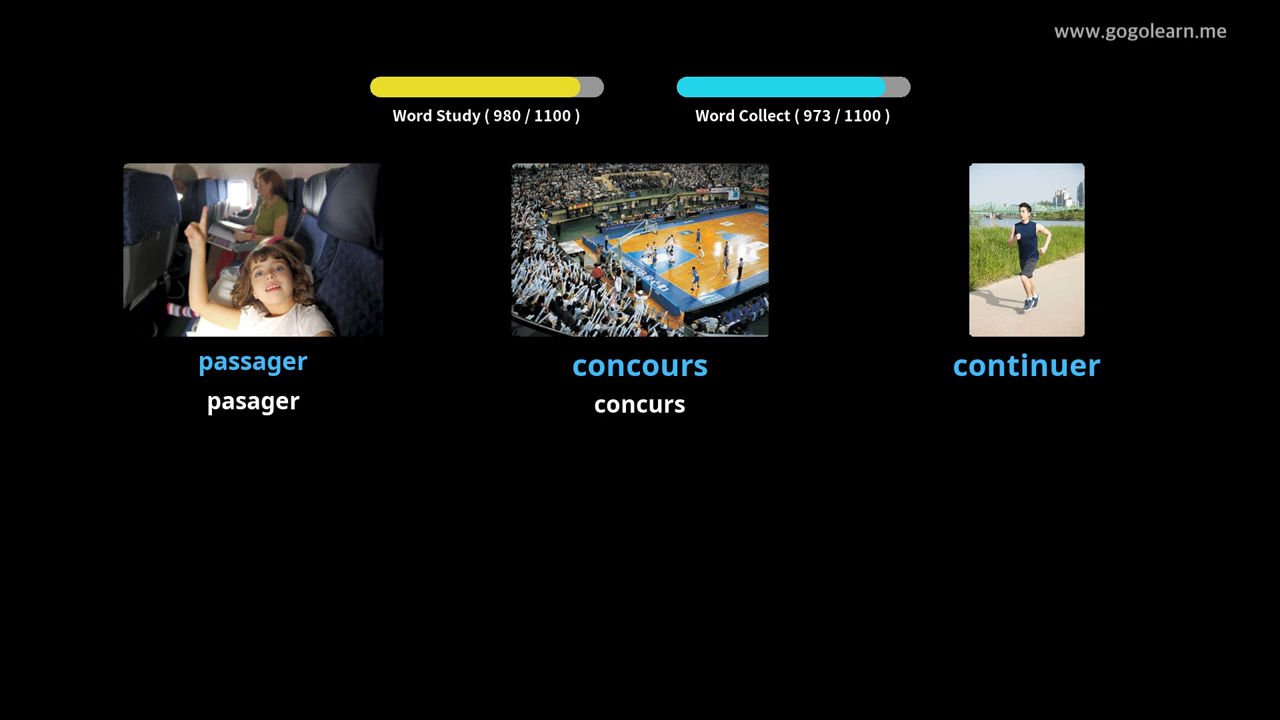 www.gogolearn.me
Word Study ( 980 / 1100 )
Word Collect ( 973 / 1100 )
passager
concours
continuer
pasager
concurs